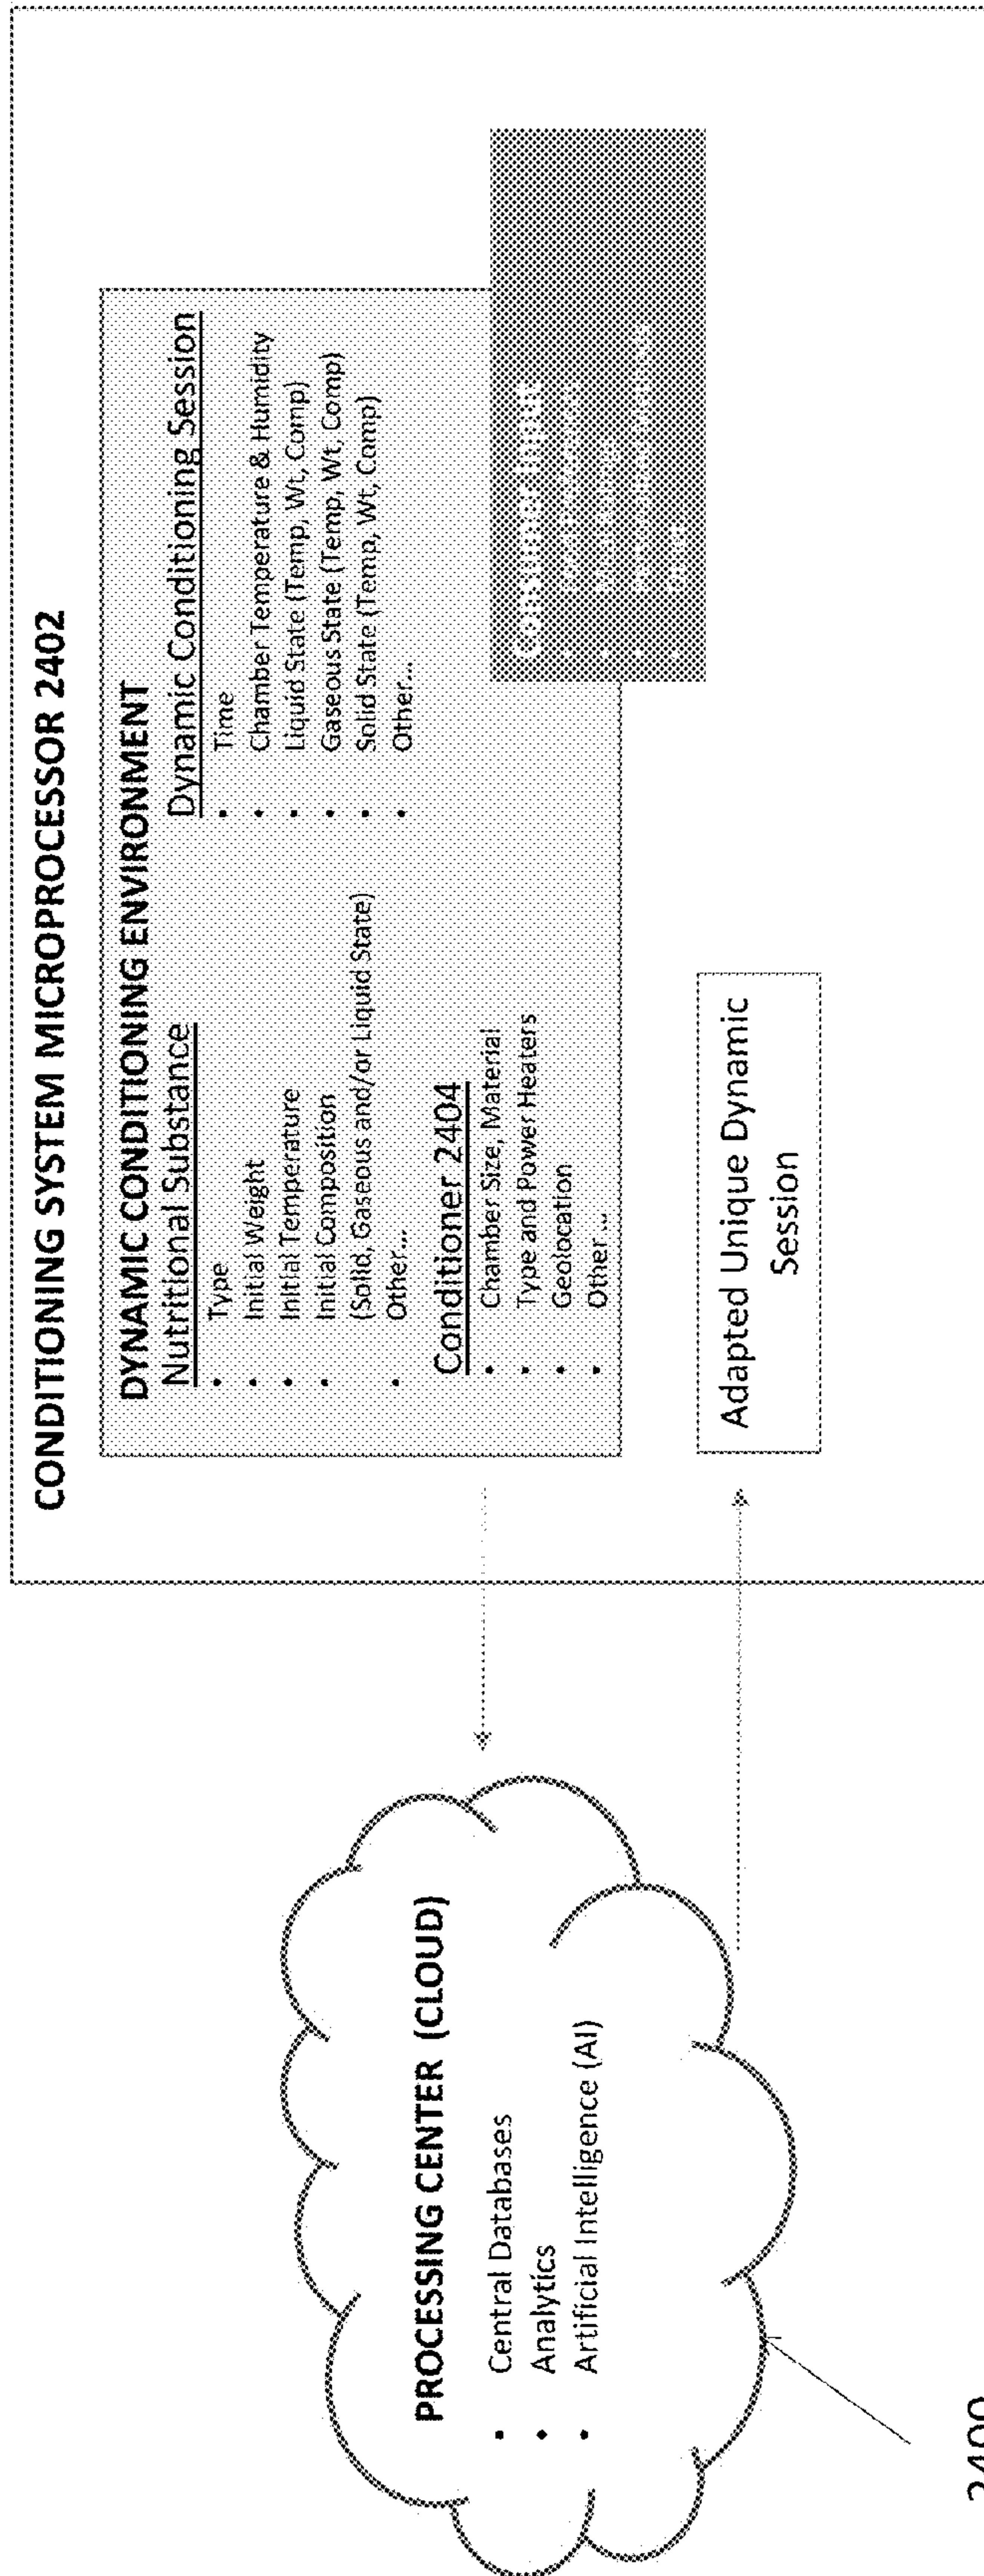 CONDITIONING SYSTEM MICROPROCESSOR 2402
DYNAMIC CONDITIONING ENVIRONMENT
Nutritional Substance
• Type
• Initial Weight
• Initial Temperature
• Initial Composition
(Solid, Gaseous and/or Liquid State)
• Other...
Conditioner 2404
• Chamber Size, Material
• Type and Power Heaters
• Geolocation
• Other...
Dynamic Conditioning Session
• Time
• Chamber Temperature & Humidity
• Liquid State (Temp, Wt, Comp)
• Gaseous State (Temp, Wt, Comp)
• Solid State (Temp, Wt, Comp)
• Other...
Consumer Input
Adapted Unique Dynamic
Session
PROCESSING CENTER (CLOUD)
• Central Databases
• Analytics
• Artificial Intelligence (AI)
2400